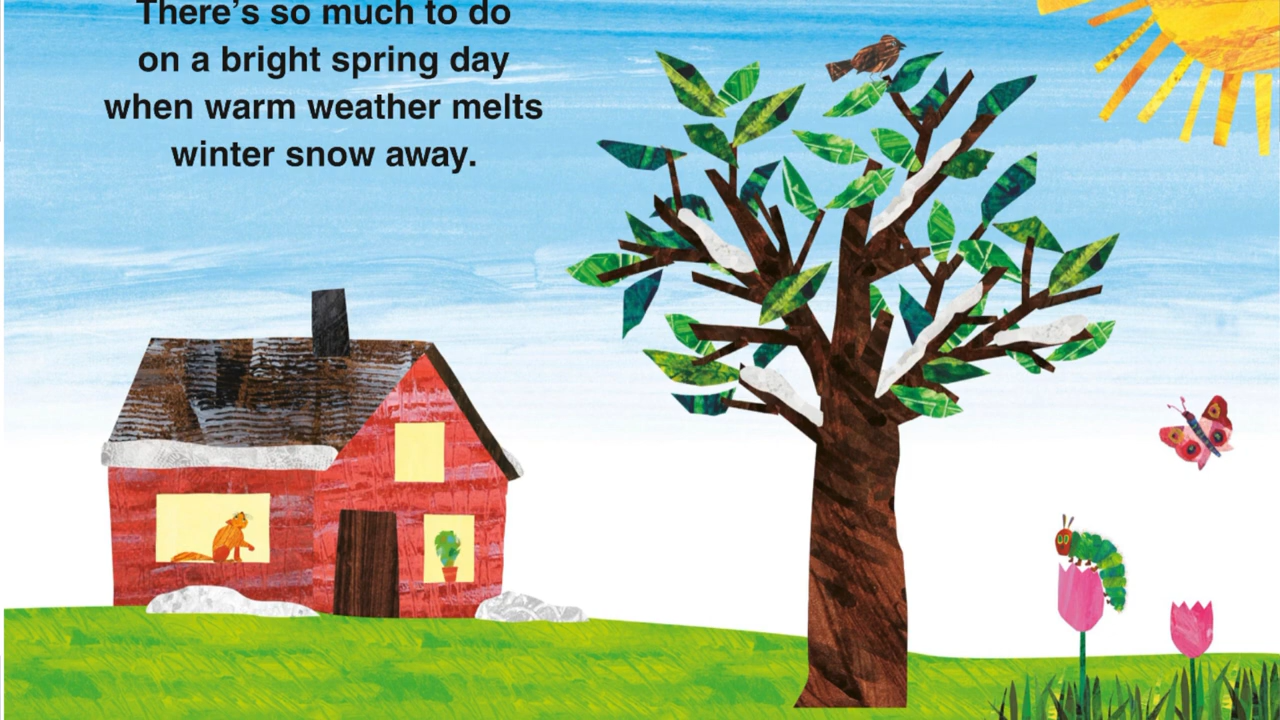 There's so much to do
on a bright spring day
when warm weather melts
winter snow away.